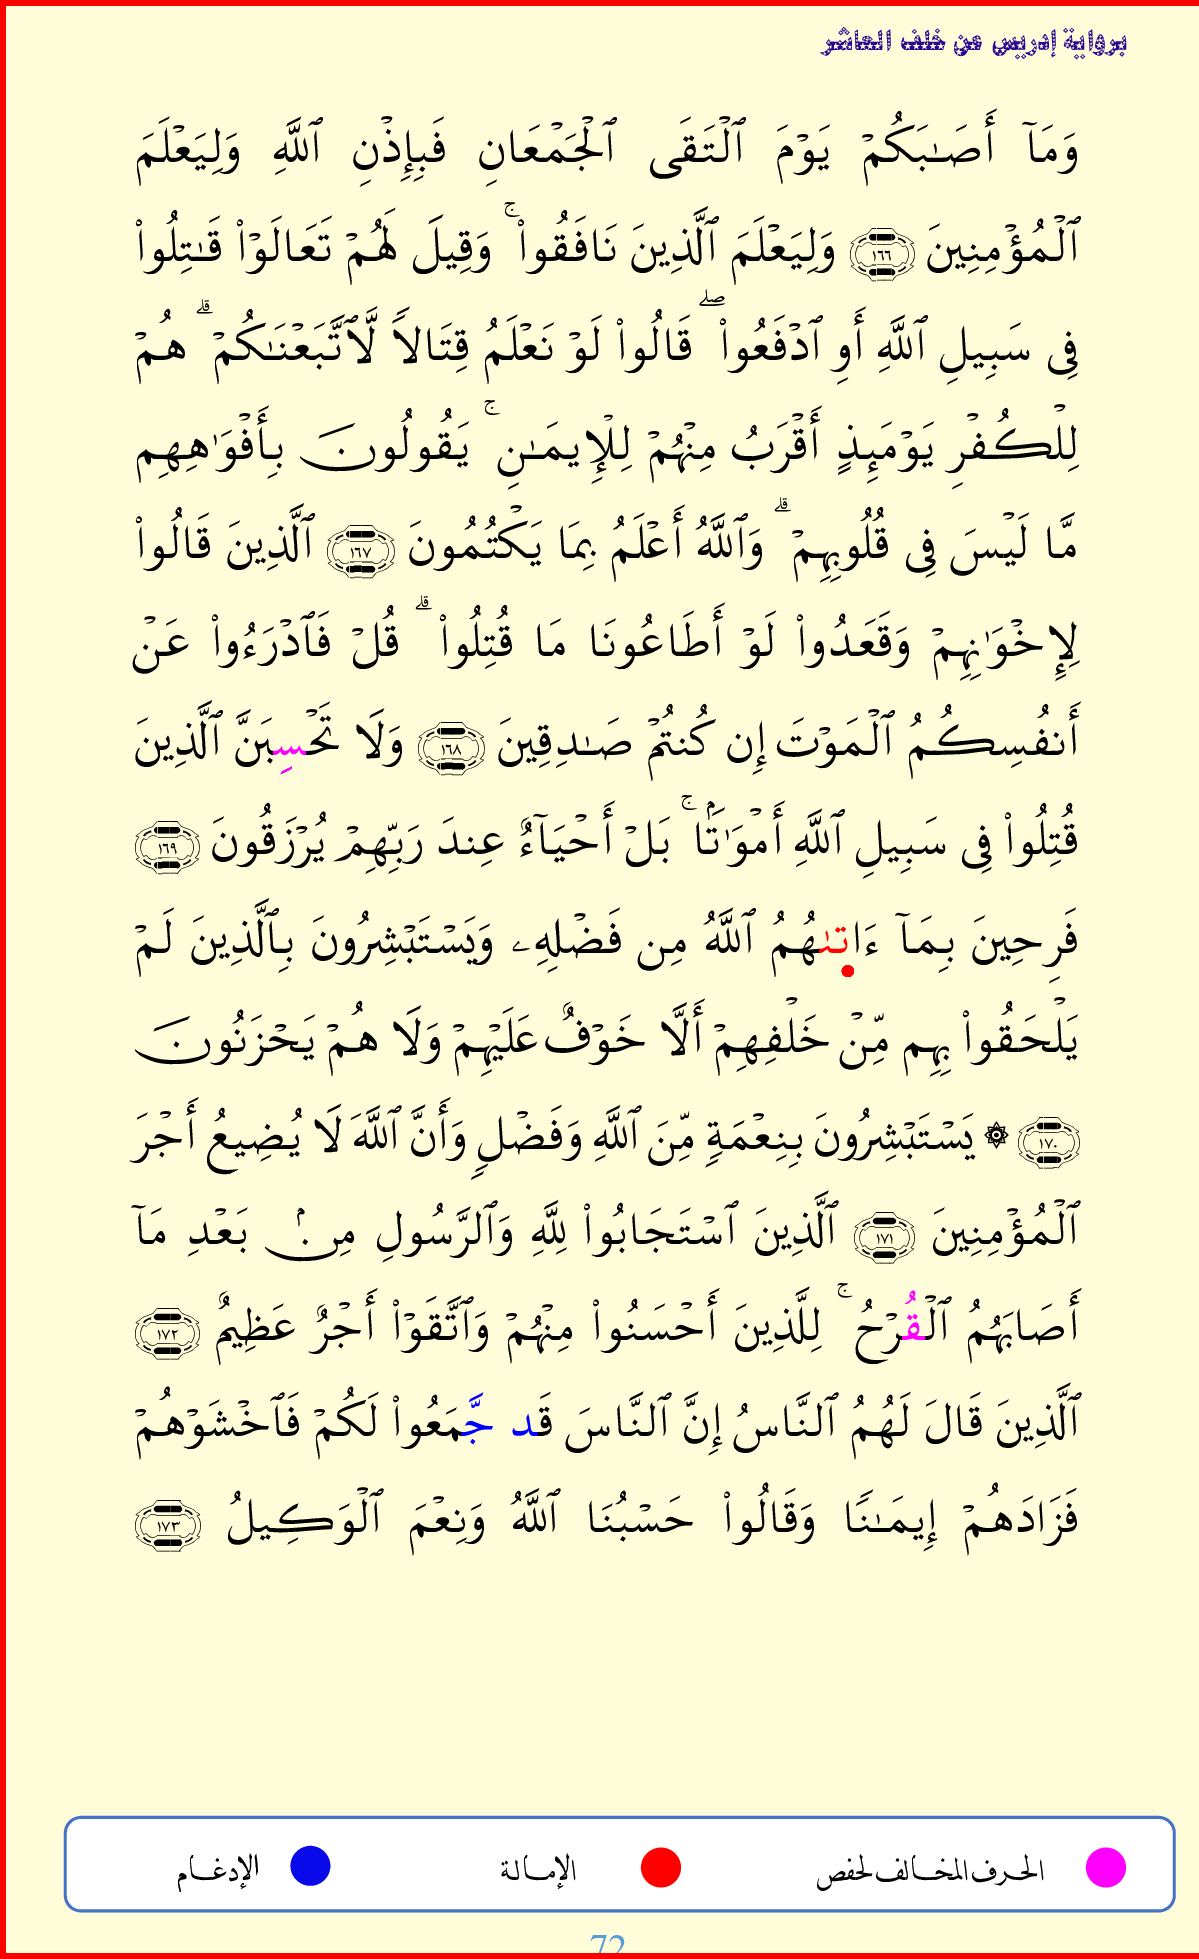 برواية إدريس عن خلف العاشر
وَمَآ أَصَـٰبَكُمۡ يَوۡمَ ٱلۡتَقَى ٱلۡجَمۡعَانِ فَبِإِذۡنِ ٱللَّهِ وَلِيَعۡلَمَ
ٱلۡمُؤۡمِنِينَ ١٦٦ وَلِيَعۡلَمَ ٱلَّذِينَ نَافَقُواْۚ وَقِيلَ لَهُمۡ تَعَالَوۡاْ قَـٰتِلُواْ
فِى سَبِيلِ ٱللَّهِ أَوِ ٱدۡفَعُواْۖ قَالُواْ لَوۡ نَعۡلَمُ قِتَالاً لَّٱتَّبَعۡنَـٰكُمۡۗ هُمۡ
لِلۡكُفۡرِ يَوۡمَئِذٍ أَقۡرَبُ مِنۡهُمۡ لِلۡإِيمَـٰنِۚ يَقُولُونَ بِأَفۡوَٰهِهِم
مَّا لَيۡسَ فِى قُلُوبِهِمۡۗ وَٱللَّهُ أَعۡلَمُ بِمَا يَكۡتُمُونَ ١٦٧ ٱلَّذِينَ قَالُواْ
لِإِخۡوَٰنِهِمۡ وَقَعَدُواْ لَوۡ أَطَاعُونَا مَا قُتِلُواْۗ قُلۡ فَٱدۡرَءُواْ عَنۡ
أَنفُسِكُمُ ٱلۡمَوۡتَ إِن كُنتُمۡ صَـٰدِقِينَ ١٦٨ وَلَا تَحۡسِبَنَّ ٱلَّذِينَ
قُتِلُواْ فِى سَبِيلِ ٱللَّهِ أَمۡوَٰتَۢاۚ بَلۡ أَحۡيَآءٌ عِندَ رَبِّهِمۡ يُرۡزَقُونَ ١٦٩
فَرِحِينَ بِمَآ ءَاتىٰهُمُ ٱللَّهُ مِن فَضۡلِهِۦ وَيَسۡتَبۡشِرُونَ بِٱلَّذِينَ لَمۡ
يَلۡحَقُواْ بِهِم مِّنۡ خَلۡفِهِمۡ أَلَّا خَوۡفٌ عَلَيۡهِمۡ وَلَا هُمۡ يَحۡزَنُونَ
١٧٠ ۞ يَسۡتَبۡشِرُونَ بِنِعۡمَةٍ مِّنَ ٱللَّهِ وَفَضۡلٍ وَأَنَّ ٱللَّهَ لَا يُضِيعُ أَجۡرَ
ٱلۡمُؤۡمِنِينَ ١٧١ ٱلَّذِينَ ٱسۡتَجَابُواْ لِلَّهِ وَٱلرَّسُولِ مِنۢ بَعۡدِ مَآ
أَصَابَهُمُ ٱلۡقُرۡحُۚ لِلَّذِينَ أَحۡسَنُواْ مِنۡهُمۡ وَٱتَّقَوۡاْ أَجۡرٌ عَظِيمٌ ١٧٢
ٱلَّذِينَ قَالَ لَهُمُ ٱلنَّاسُ إِنَّ ٱلنَّاسَ قَد جَّمَعُواْ لَكُمۡ فَٱخۡشَوۡهُمۡ
فَزَادَهُمۡ إِيمَـٰنًا وَقَالُواْ حَسۡبُنَا ٱللَّهُ وَنِعۡمَ ٱلۡوَكِيلُ ١٧٣
الحرف المخالف لحفص الإمالة الإدغام
72